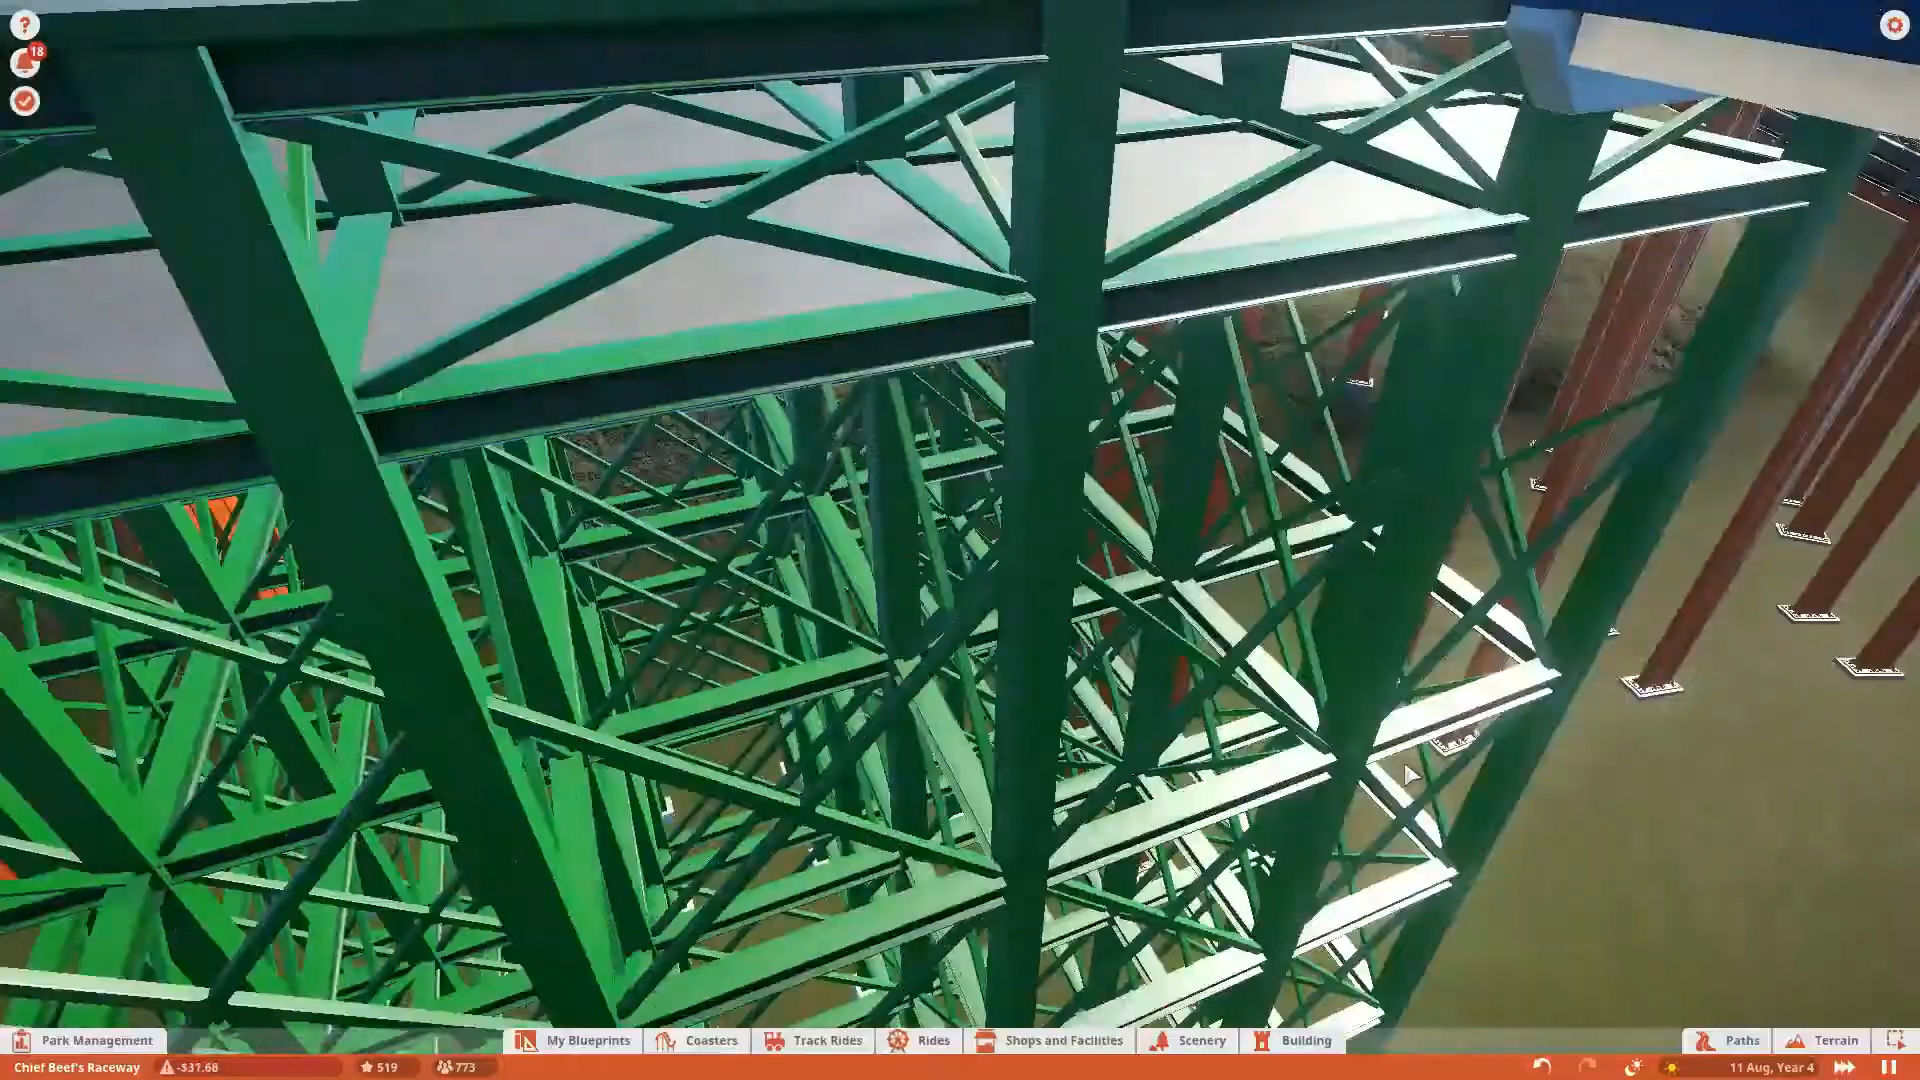 ?
18
Park Management
My Blueprints
Coasters
Track Rides
Rides
Shops and Facilities
Scenery
Building
Paths
Terrain
Chief Beef's Raceway
-$31.68
519
773
11 Aug, Year 4